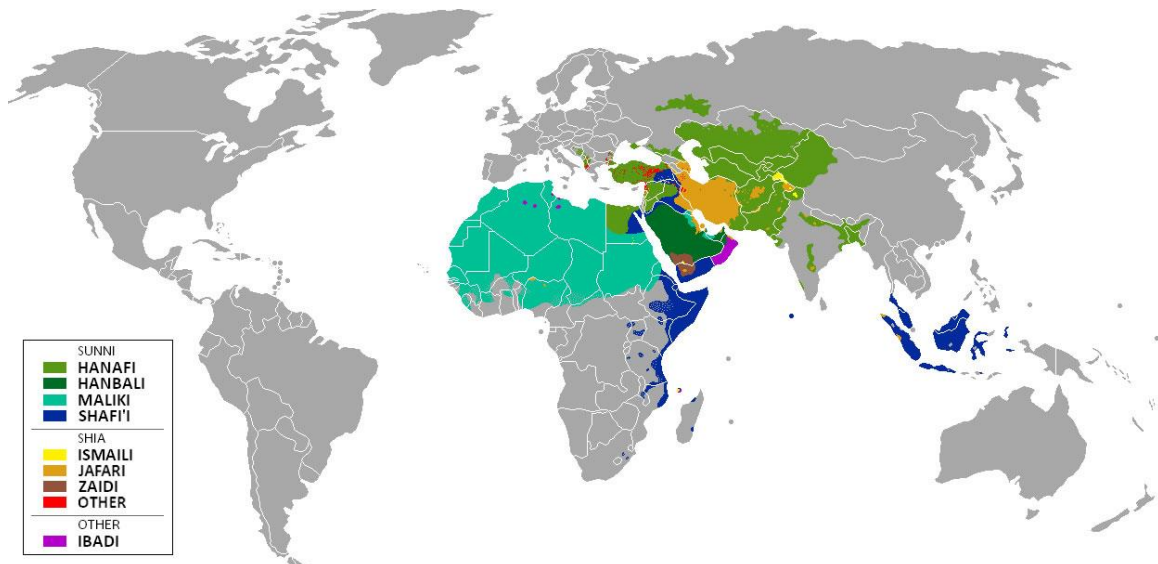 SUNNI
HANAFI
HANBALI
MALIKI
SHAFI'I
SHIA
ISMAILI
JAFARI
ZAIDI
OTHER
OTHER
IBADI